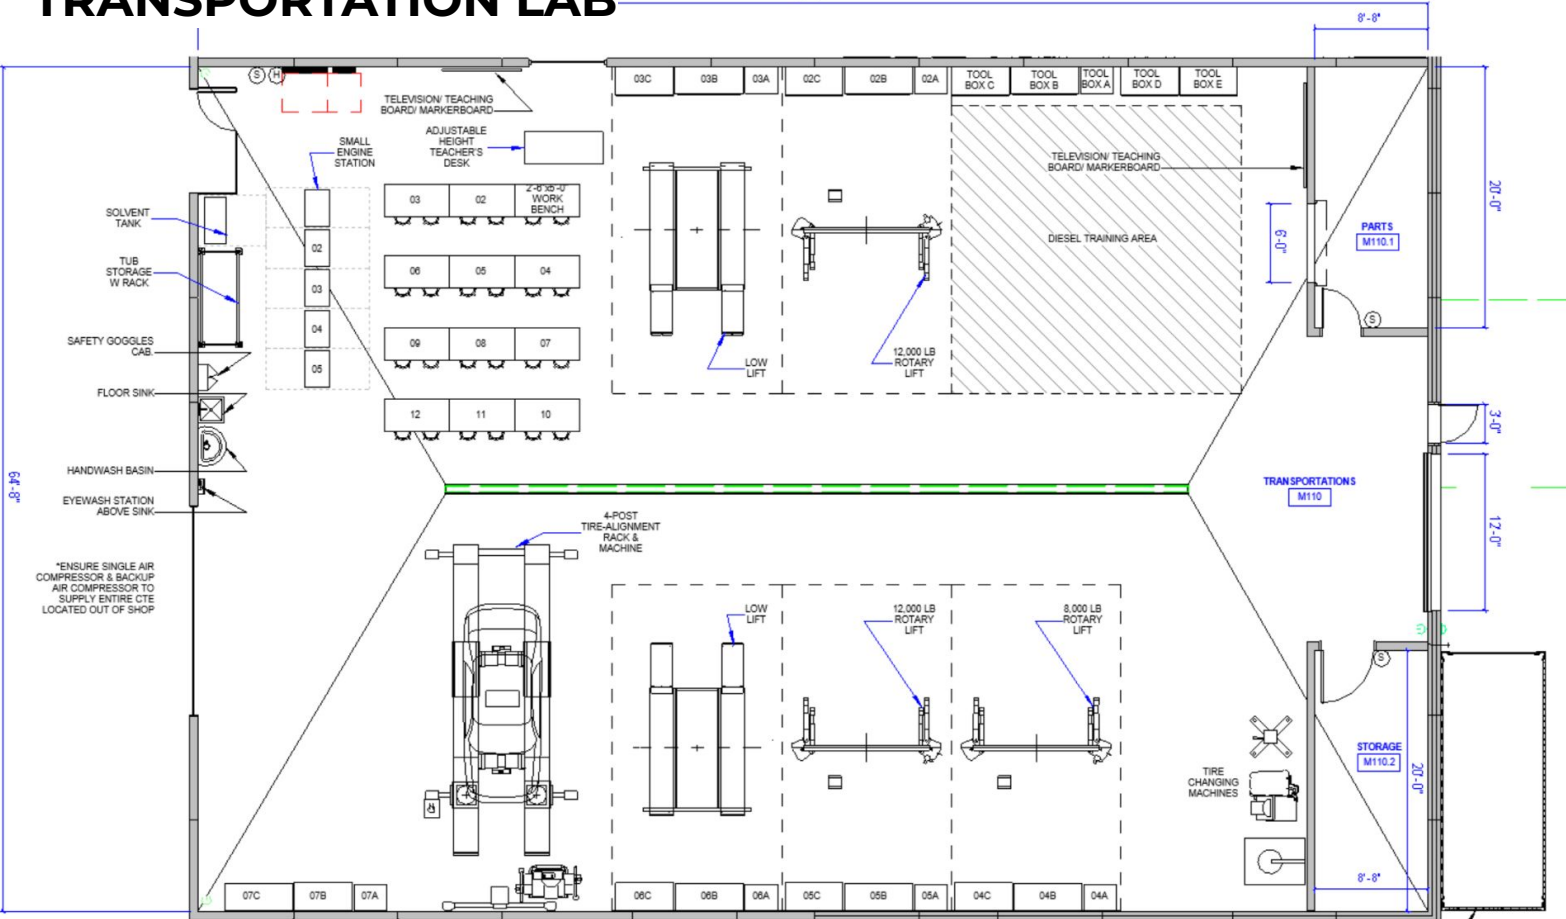 TRANSPORTATION LAB
8'-8"
S
H
TELEVISION/ TEACHING
BOARD/ MARKERBOARD
ADJUSTABLE
HEIGHT
TEACHER'S
DESK
SMALL
ENGINE
STATION
03C
03B
03A
02C
02B
02A
TOOL
BOX C
TOOL
BOX B
TOOL
BOX A
TOOL
BOX D
TOOL
BOX E
TELEVISION/ TEACHING
BOARD/ MARKERBOARD
20'-0"
SOLVENT
TANK
TUB
STORAGE
W RACK
SAFETY GOGGLES
CAB.
FLOOR SINK
HANDWASH BASIN
EYEWASH STATION
ABOVE SINK
64'-8"
02
03
04
05
03
02
2'-6"x5'-0"
WORK
BENCH
06
05
04
09
08
07
12
11
10
LOW
LIFT
12,000 LB
ROTARY
LIFT
DIESEL TRAINING AREA
6'-0"
PARTS
M110.1
S
3'-0"
TRANSPORTATIONS
M110
12'-0"
4-POST
TIRE-ALIGNMENT
RACK &
MACHINE
*ENSURE SINGLE AIR
COMPRESSOR & BACKUP
AIR COMPRESSOR TO
SUPPLY ENTIRE CTE
LOCATED OUT OF SHOP
LOW
LIFT
12,000 LB
ROTARY
LIFT
8,000 LB
ROTARY
LIFT
S
STORAGE
M110.2
20'-0"
TIRE
CHANGING
MACHINES
8'-8"
07C
07B
07A
06C
06B
06A
05C
05B
05A
04C
04B
04A